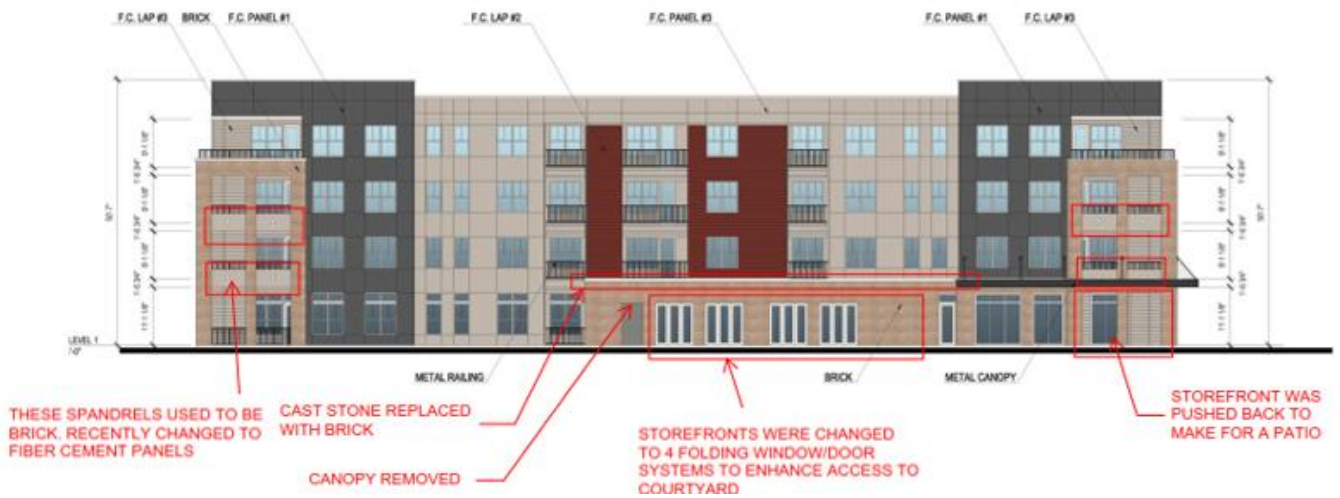 F.C. LAP #3 BRICK F.C. PANEL #1 F.C. LAP #2 F.C. PANEL #3 F.C. PANEL #1 F.C. LAP #3
LEVEL 1
METAL RAILING BRICK METAL CANOPY
THESE SPANDRELS USED TO BE
BRICK. RECENTLY CHANGED TO
FIBER CEMENT PANELS
CAST STONE REPLACED
WITH BRICK
CANOPY REMOVED
STOREFRONTS WERE CHANGED
TO 4 FOLDING WINDOW/DOOR
SYSTEMS TO ENHANCE ACCESS TO
COURTYARD
STOREFRONT WAS
PUSHED BACK TO
MAKE FOR A PATIO